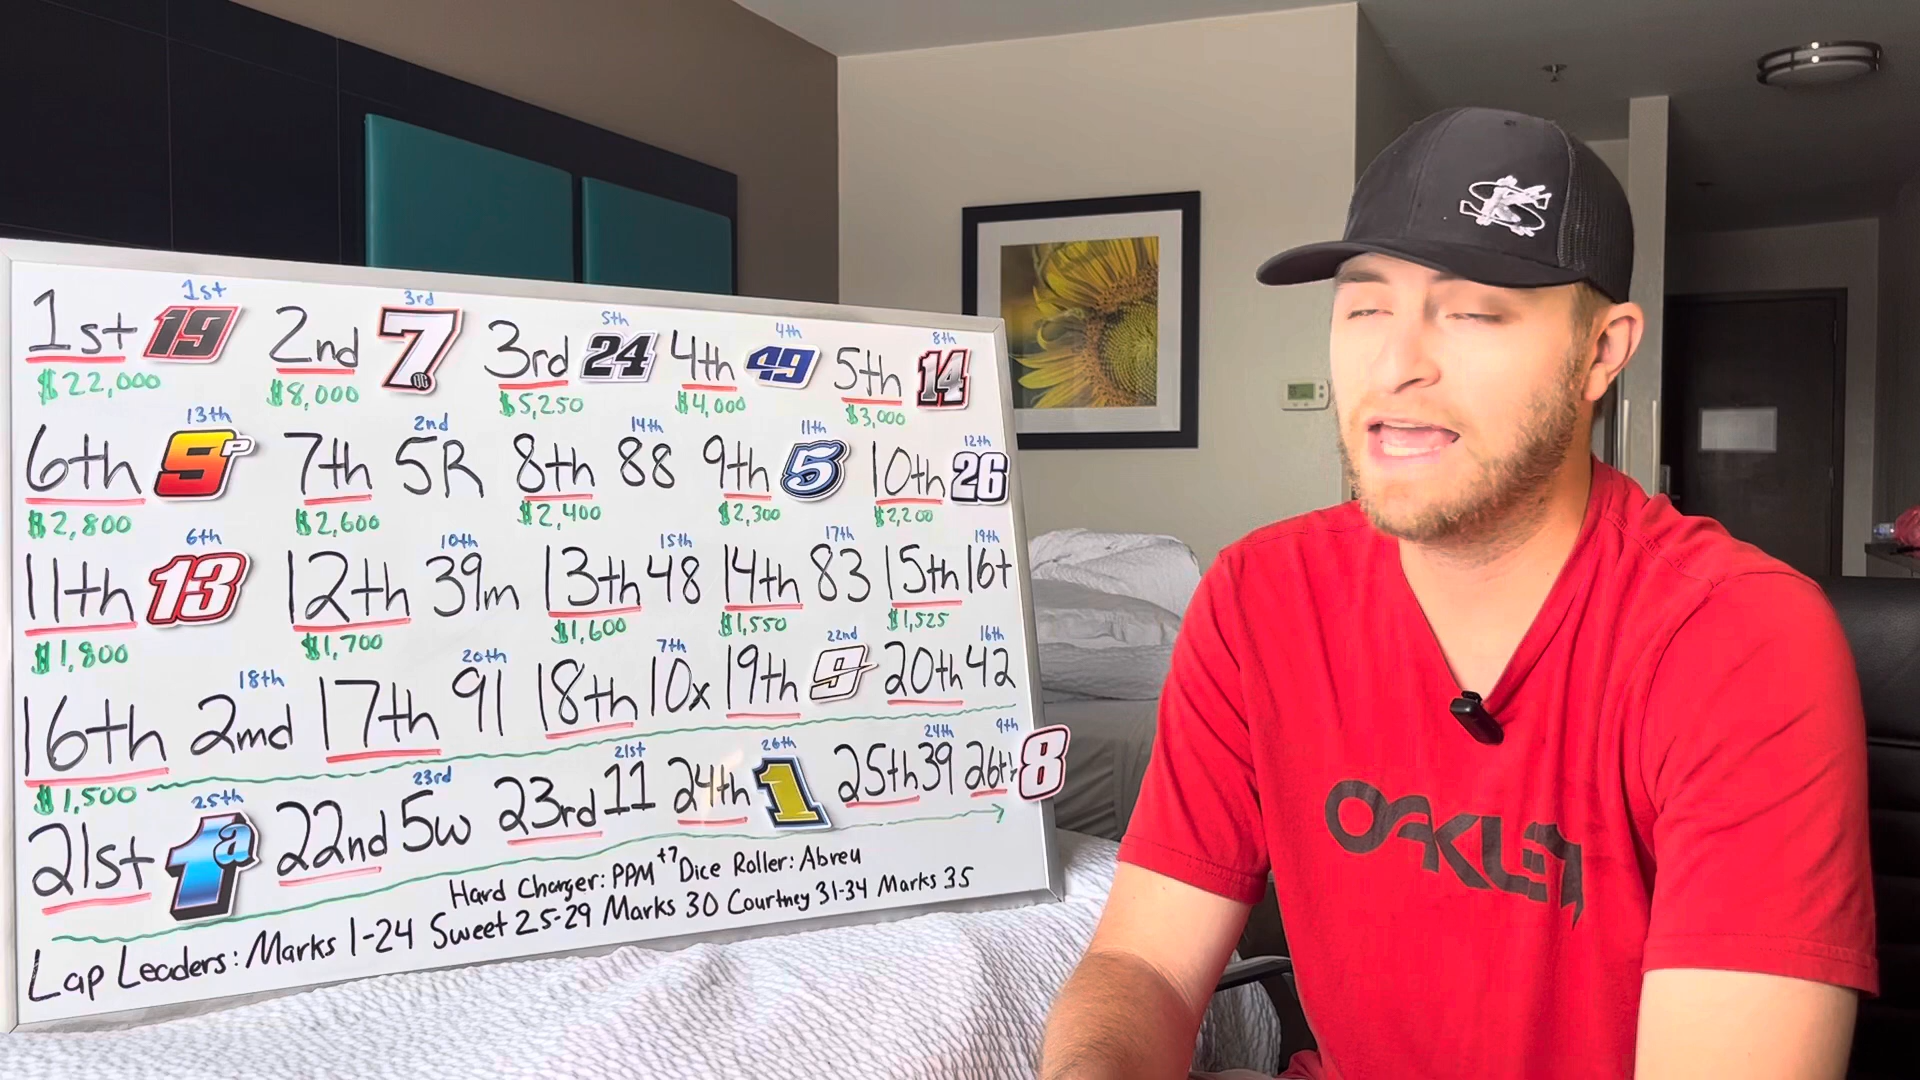 1st 3rd 5th 4th 8th
1st 19 2nd 7 3rd 24 4th 49 5th 14
$22,000 $8,000 $5,250 $4,000 $3,000
13th 2nd 14th 11th 12th
6th 9P 7th 5R 8th 88 9th 5 10th 26
$2,800 $2,600 $2,400 $2,300 $2,200
6th 10th 15th 17th 19th
11th 13 12th 39m 13th 48 14th 83 15th 16t
$1,800 $1,700 $1,600 $1,550 $1,525
18th 20th 7th 22nd 16th
16th 2md 17th 91 18th 10x 19th 9 20th 42
$1,500
25th 23rd 21st 26th 24th 9th
21st 1a 22nd 5w 23rd 11 24th 1 25th 39 26th 8
Hard Charger: PPM +7 Dice Roller: Abreu
Lap Leaders: Marks 1-24 Sweet 25-29 Marks 30 Courtney 31-34 Marks 35
OAKLEY